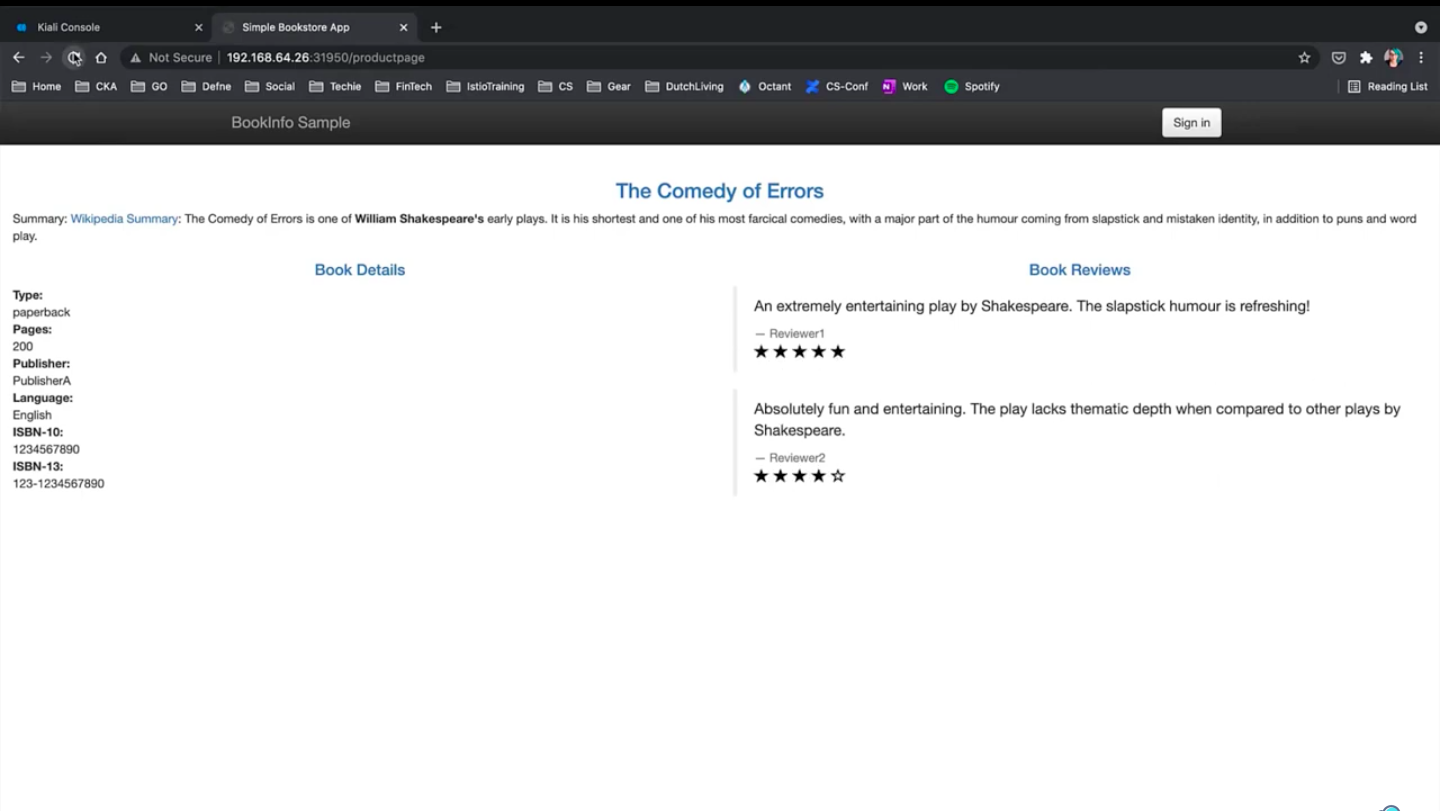 Kiali Console
Simple Bookstore App
Not Secure
192.168.64.26:31950/productpage
Home CKA GO Defne Social Techie FinTech IstioTraining CS Gear DutchLiving Octant CS-Conf Work Spotify Reading List
BookInfo Sample
Sign in
The Comedy of Errors
Summary: Wikipedia Summary: The Comedy of Errors is one of William Shakespeare's early plays. It is his shortest and one of his most farcical comedies, with a major part of the humour coming from slapstick and mistaken identity, in addition to puns and word
play.
Book Details
Type:
paperback
Pages:
200
Publisher:
PublisherA
Language:
English
ISBN-10:
1234567890
ISBN-13:
123-1234567890
Book Reviews
An extremely entertaining play by Shakespeare. The slapstick humour is refreshing!
— Reviewer1
★★★★★
Absolutely fun and entertaining. The play lacks thematic depth when compared to other plays by
Shakespeare.
— Reviewer2
★★★★☆